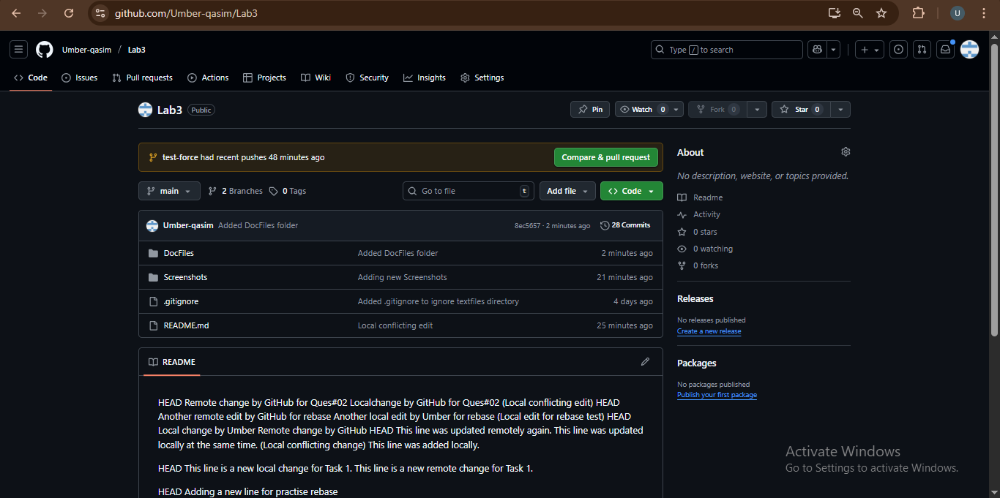 github.com/Umber-qasim/Lab3
U
Umber-qasim / Lab3
Type / to search
Code Issues Pull requests Actions Projects Wiki Security Insights Settings
Lab3 Public
Pin Watch 0 Fork 0 Star 0
test-force had recent pushes 48 minutes ago
Compare & pull request
main 2 Branches 0 Tags
Go to file t
Add file
Code
Umber-qasim Added DocFiles folder 8ec5657 · 2 minutes ago 28 Commits
DocFiles Added DocFiles folder 2 minutes ago
Screenshots Adding new Screenshots 21 minutes ago
.gitignore Added .gitignore to ignore textfiles directory 4 days ago
README.md Local conflicting edit 25 minutes ago
README
HEAD Remote change by GitHub for Ques#02 Localchange by GitHub for Ques#02 (Local conflicting edit) HEAD
Another remote edit by GitHub for rebase Another local edit by Umber for rebase (Local edit for rebase test) HEAD
Local change by Umber Remote change by GitHub HEAD This line was updated remotely again. This line was updated
locally at the same time. (Local conflicting change) This line was added locally.
HEAD This line is a new local change for Task 1. This line is a new remote change for Task 1.
HEAD Adding a new line for practise rebase
About
No description, website, or topics provided.
Readme
Activity
0 stars
0 watching
0 forks
Releases
No releases published
Create a new release
Packages
No packages published
Publish your first package
Activate Windows
Go to Settings to activate Windows.